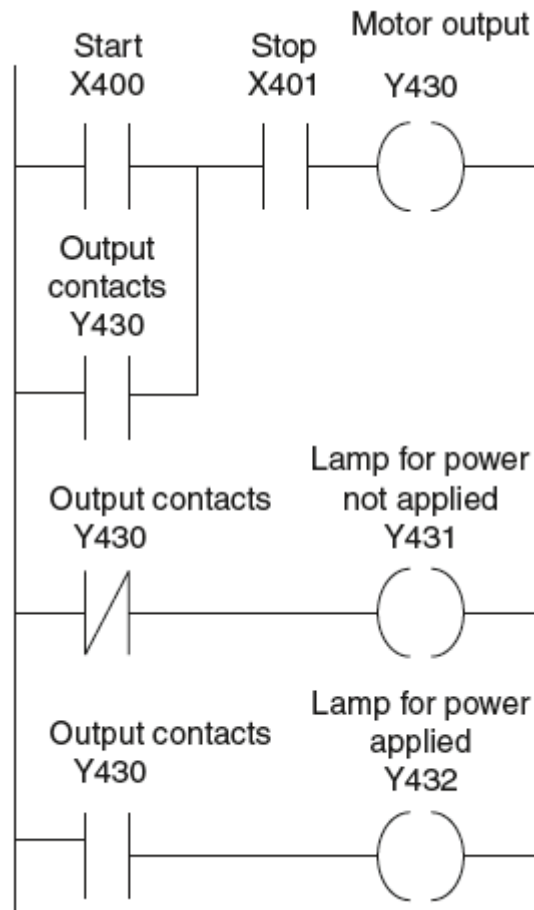 Motor output
Start
Stop
X400
X401
Y430
Output
contacts
Y430
Lamp for power
Output contacts
not applied
Y430
Y431
Lamp for power
Output contacts
applied
Y430
Y432